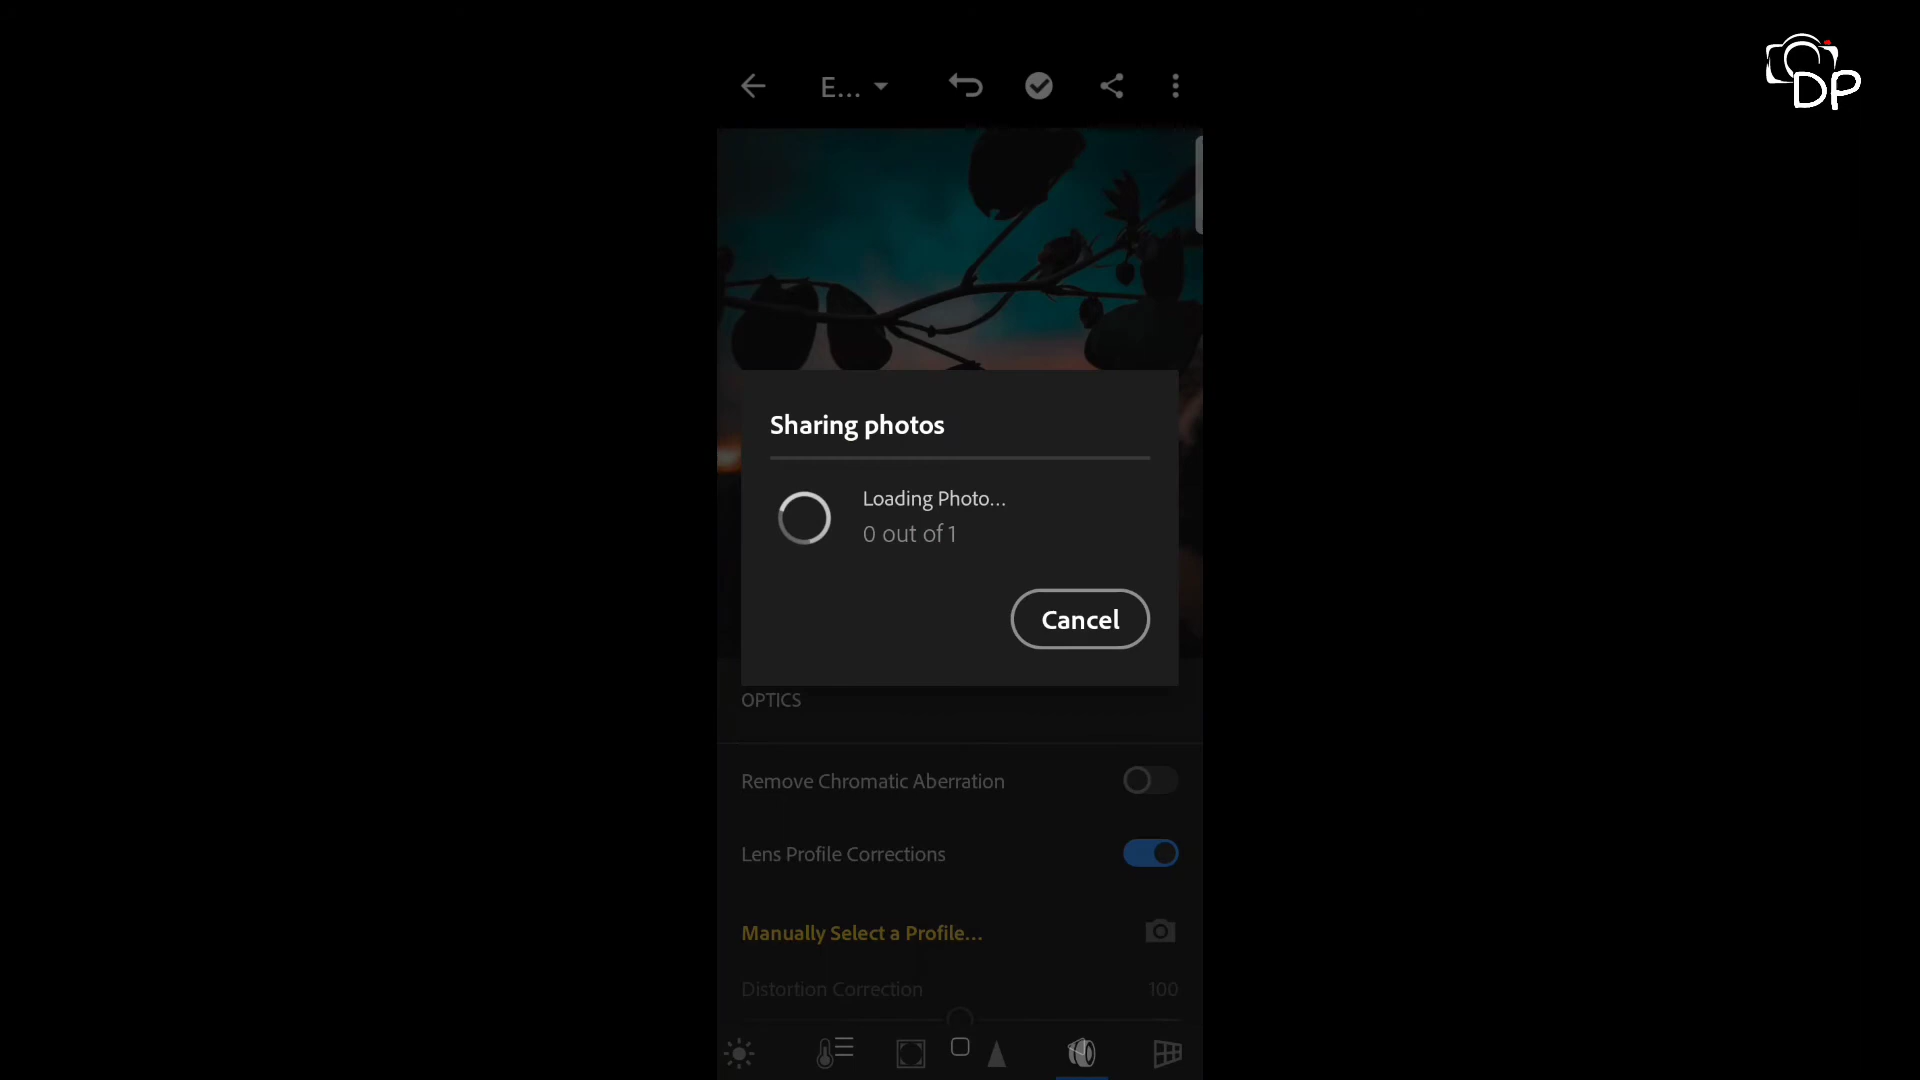 E...
DP
Sharing photos
Loading Photo...
0 out of 1
Cancel
OPTICS
Remove Chromatic Aberration
Lens Profile Corrections
Manually Select a Profile...
Distortion Correction 100